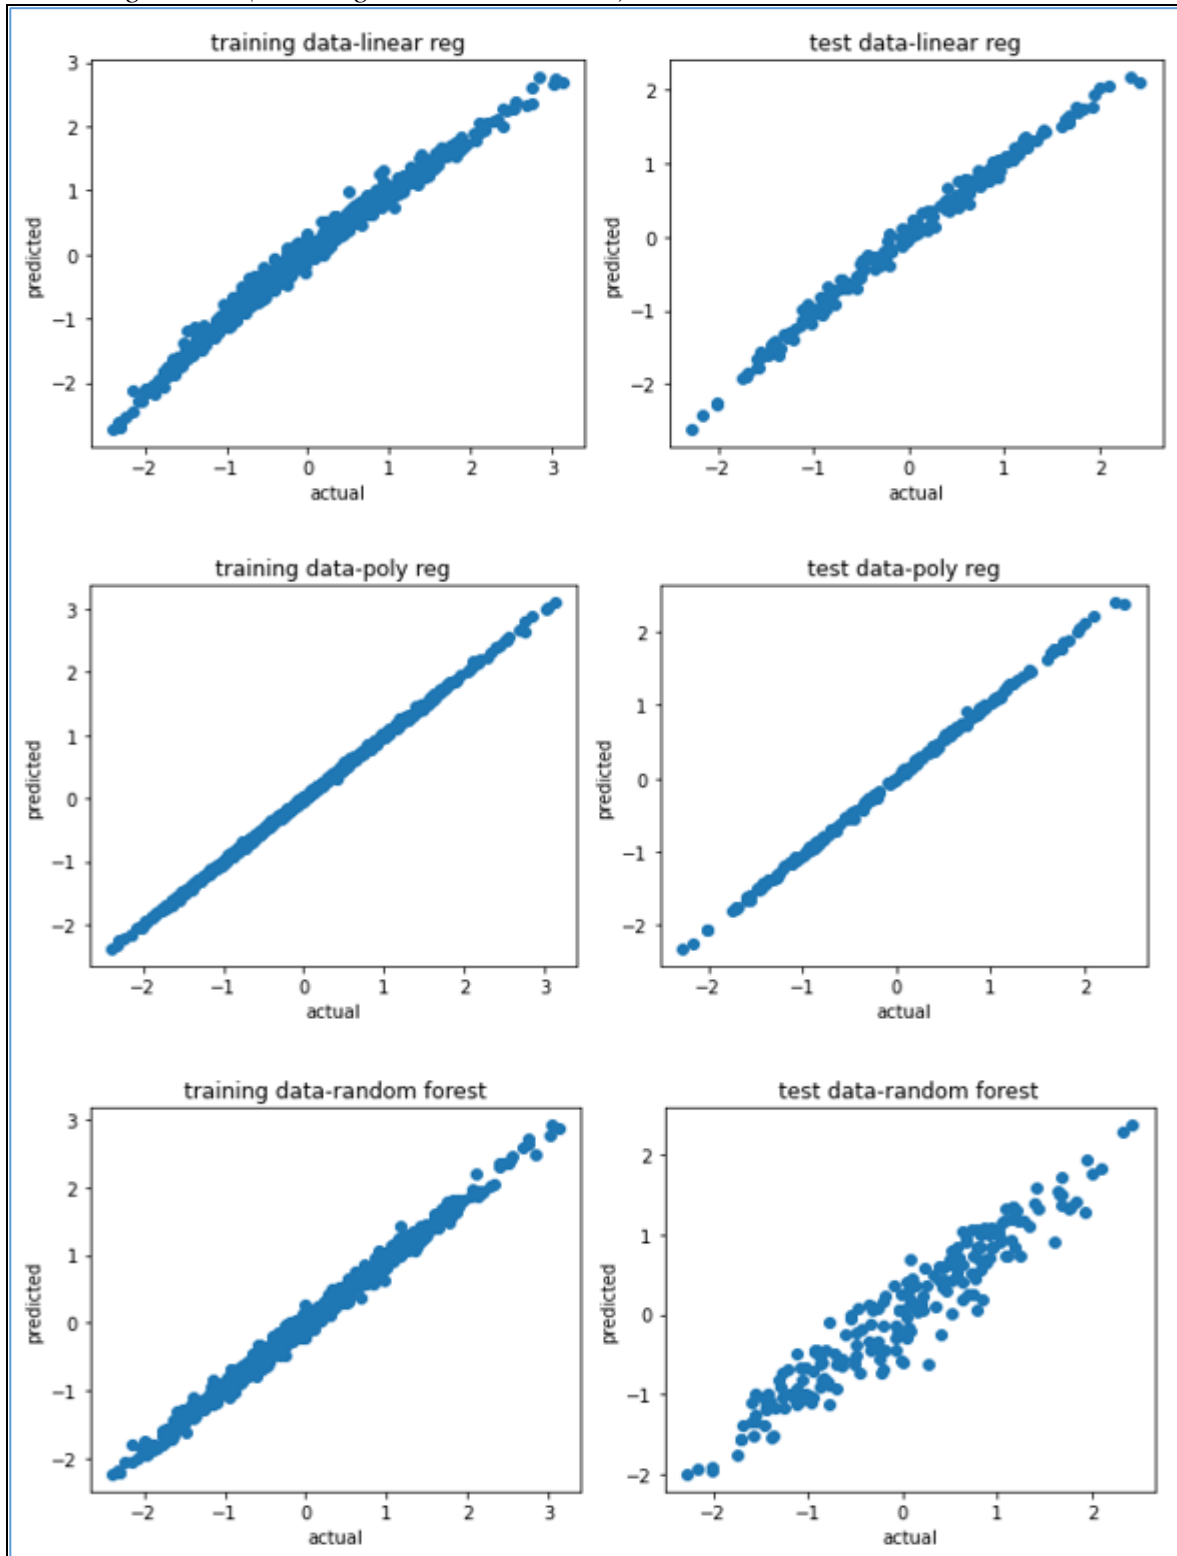 training data-linear reg
test data-linear reg
3
2
1
0
−1
−2
predicted
−2 −1 0 1 2 3
actual
2
1
0
−1
−2
predicted
−2 −1 0 1 2
actual
training data-poly reg
test data-poly reg
3
2
1
0
−1
−2
predicted
−2 −1 0 1 2 3
actual
2
1
0
−1
−2
predicted
−2 −1 0 1 2
actual
training data-random forest
test data-random forest
3
2
1
0
−1
−2
predicted
−2 −1 0 1 2 3
actual
2
1
0
−1
−2
predicted
−2 −1 0 1 2
actual